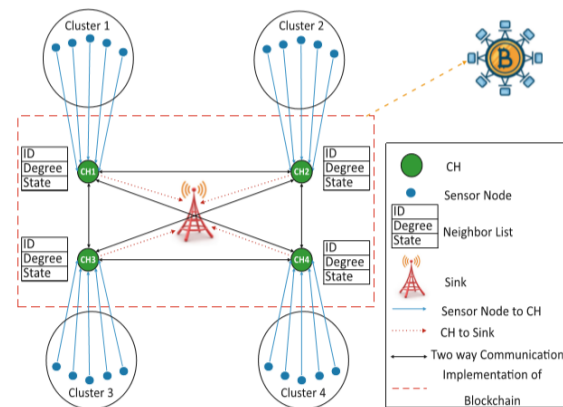 Cluster 1
Cluster 2
B
ID
Degree
State
CH1
CH2
ID
Degree
State
ID
Degree
State
CH3
CH4
ID
Degree
State
Cluster 3
Cluster 4
CH
Sensor Node
ID
Degree
State
Neighbor List
Sink
Sensor Node to CH
CH to Sink
Two way Communication
Implementation of
Blockchain